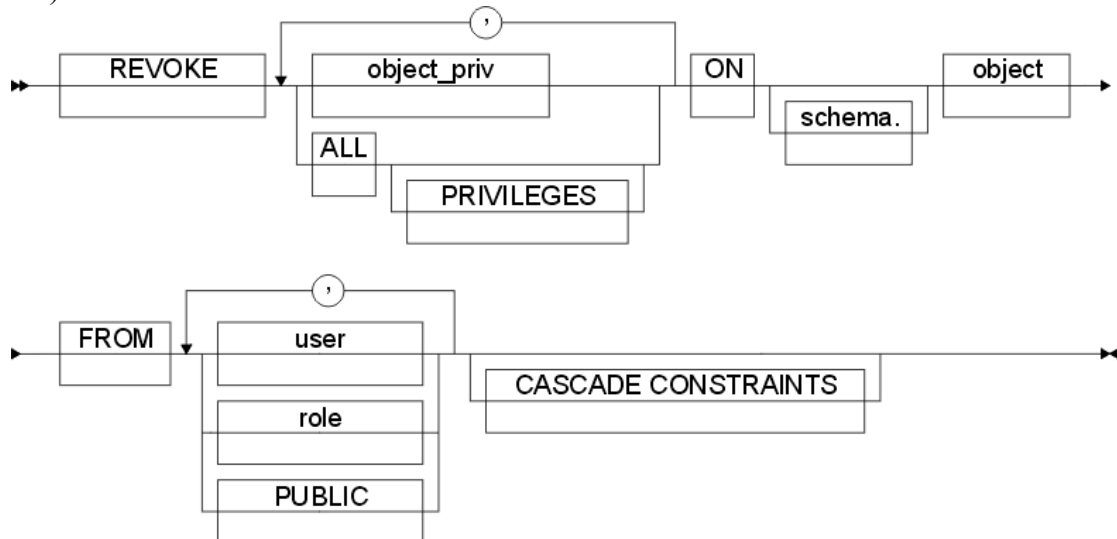 )
,
REVOKE object_priv ON object
schema.
ALL
PRIVILEGES
,
FROM user
CASCADE CONSTRAINTS
role
PUBLIC